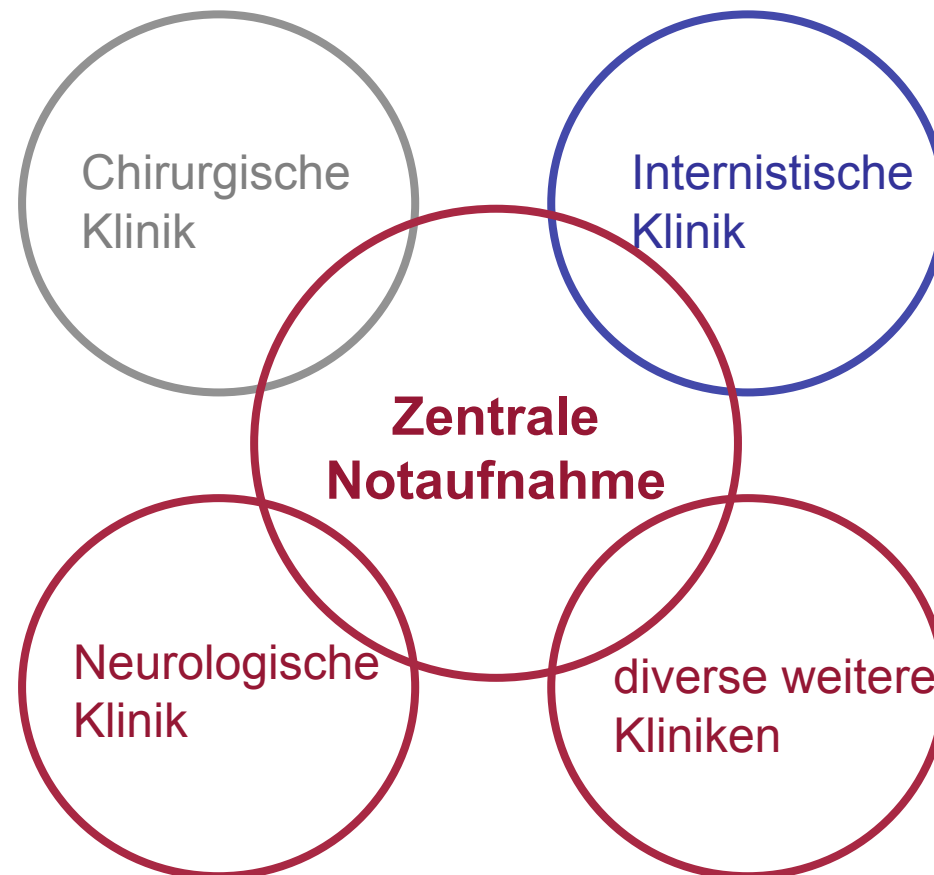 Chirurgische
Klinik
Internistische
Klinik
Zentrale
Notaufnahme
Neurologische
Klinik
diverse weitere
Kliniken